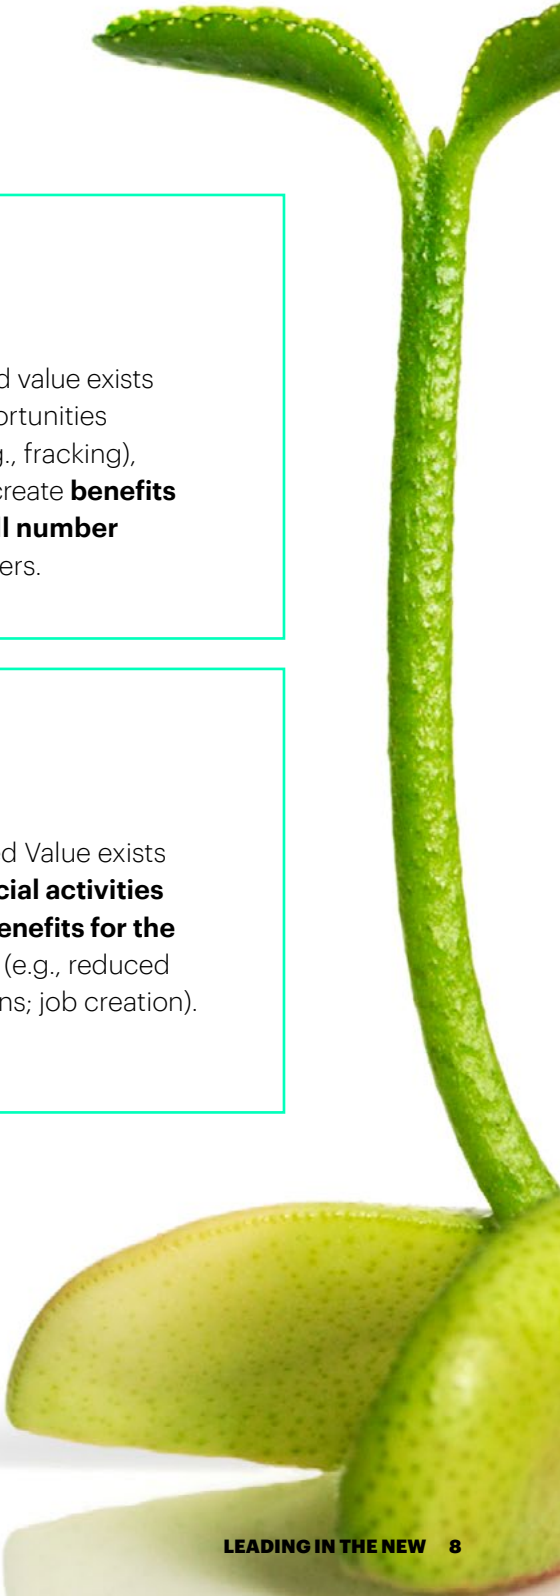 d value exists
ortunities
., fracking),
create benefits
ll number
ers.
d Value exists
cial activities
enefits for the
(e.g., reduced
ns; job creation).
LEADING IN THE NEW 8